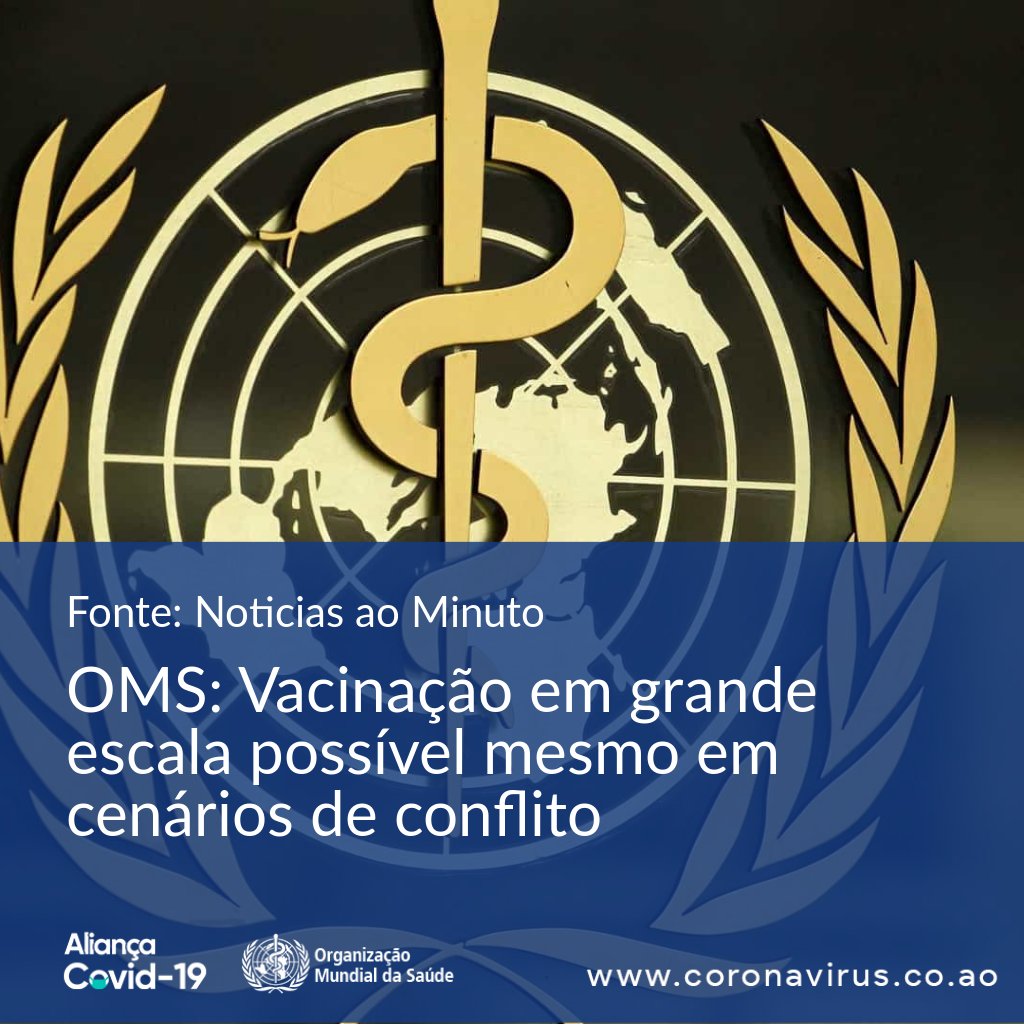 Fonte: Noticias ao Minuto
OMS: Vacinação em grande
escala possível mesmo em
cenários de conflito
Aliança
Covid-19
Organização
Mundial da Saúde
www.coronavirus.co.ao